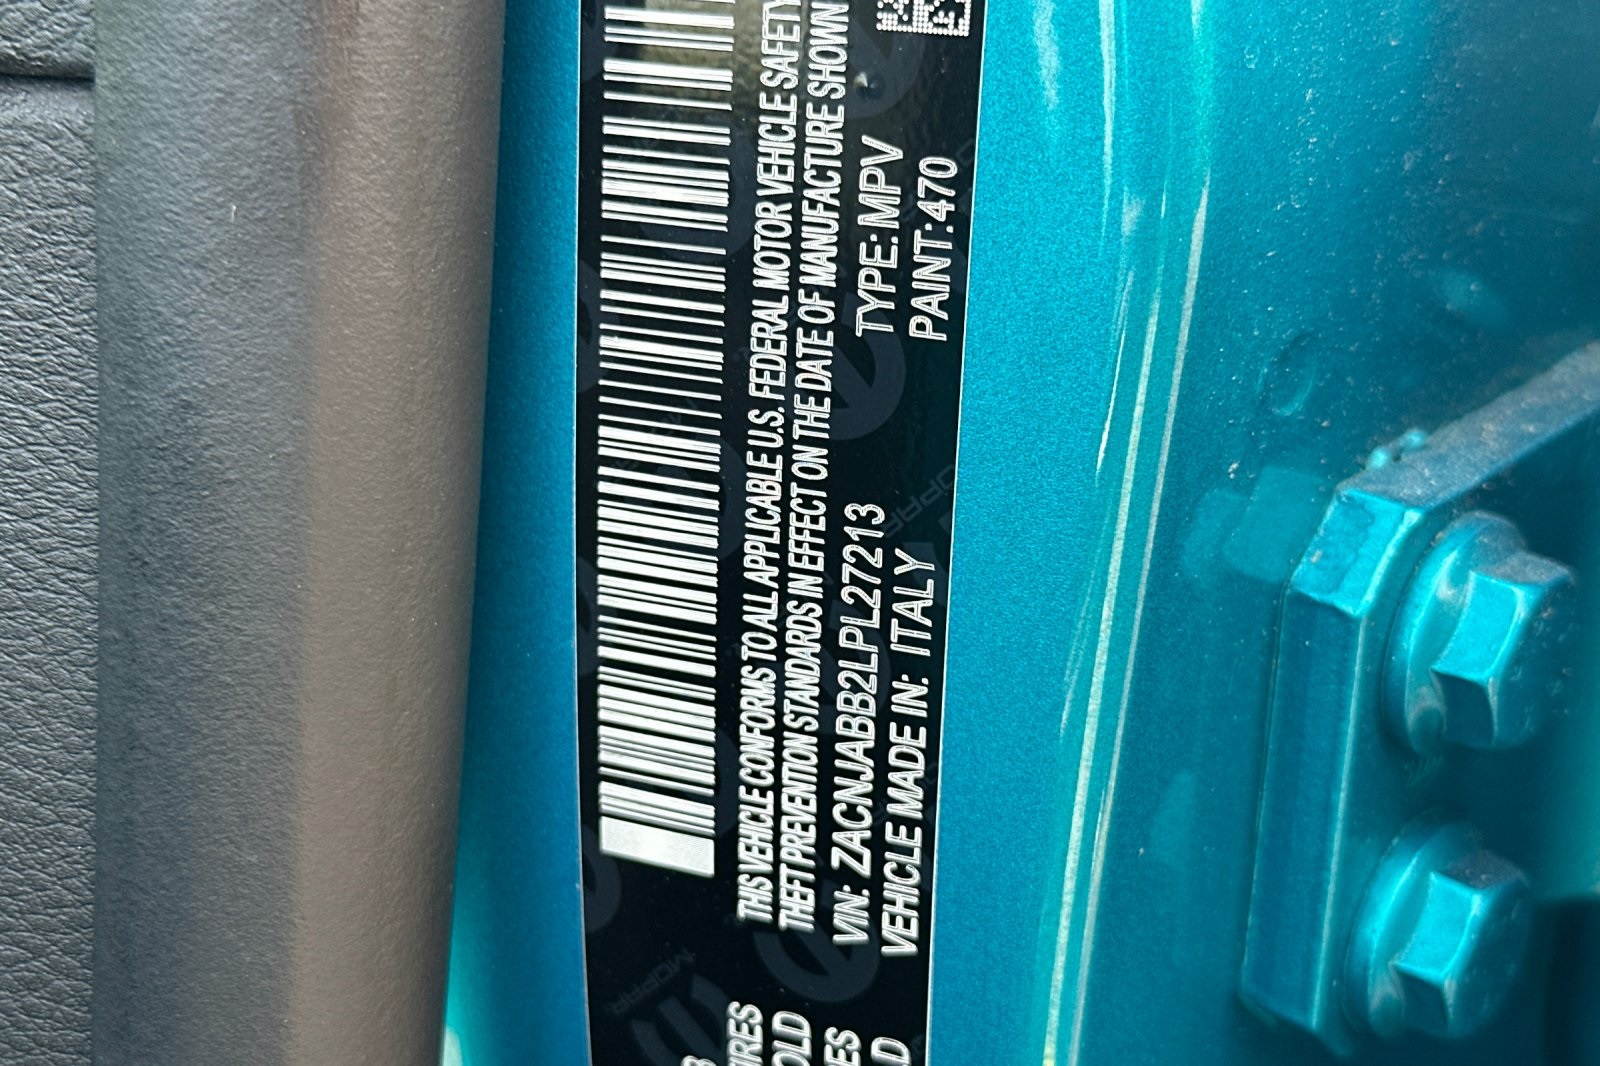 THIS VEHICLE CONFORMS TO ALL APPLICABLE U.S. FEDERAL MOTOR VEHICLE SAFETY
THEFT PREVENTION STANDARDS IN EFFECT ON THE DATE OF MANUFACTURE SHOWN
VIN: ZACNJABB2LPL27213 TYPE: MPV
VEHICLE MADE IN: ITALY PAINT: 470
MOPAR